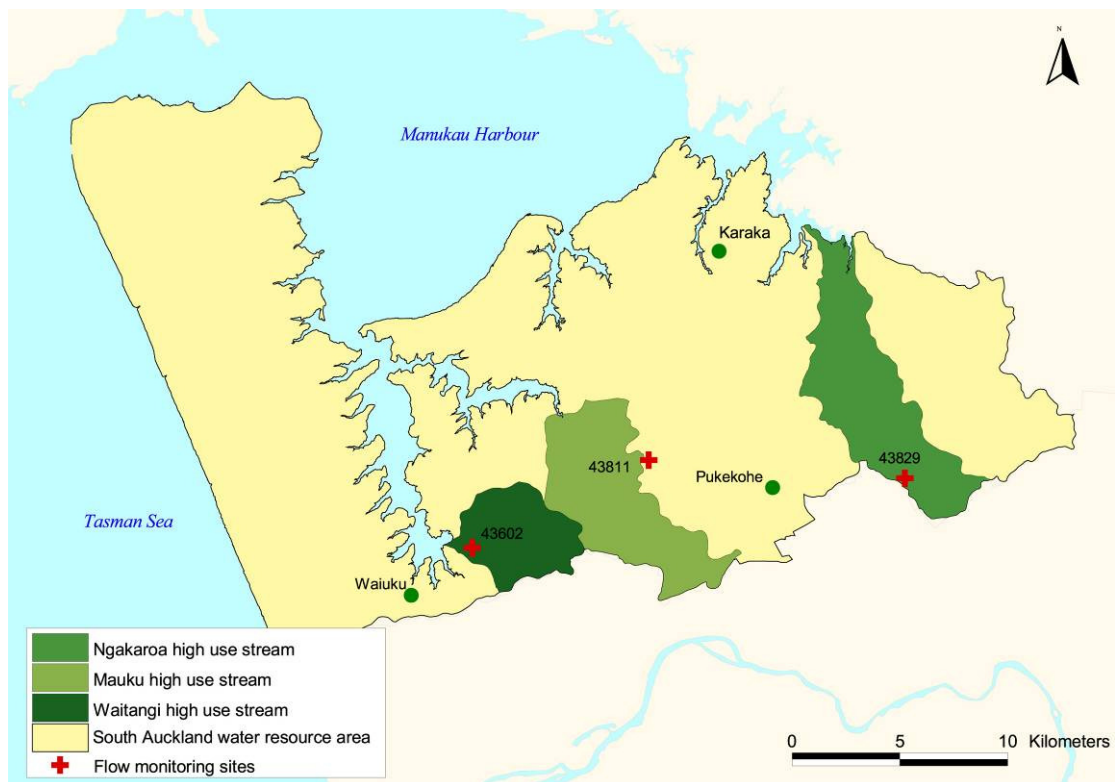 N
Manukau Harbour
Karaka
43829
43811
Pukekohe
Tasman Sea
43602
Waiuku
Ngakaroa high use stream
Mauku high use stream
Waitangi high use stream
South Auckland water resource area
Flow monitoring sites
0 5 10 Kilometers